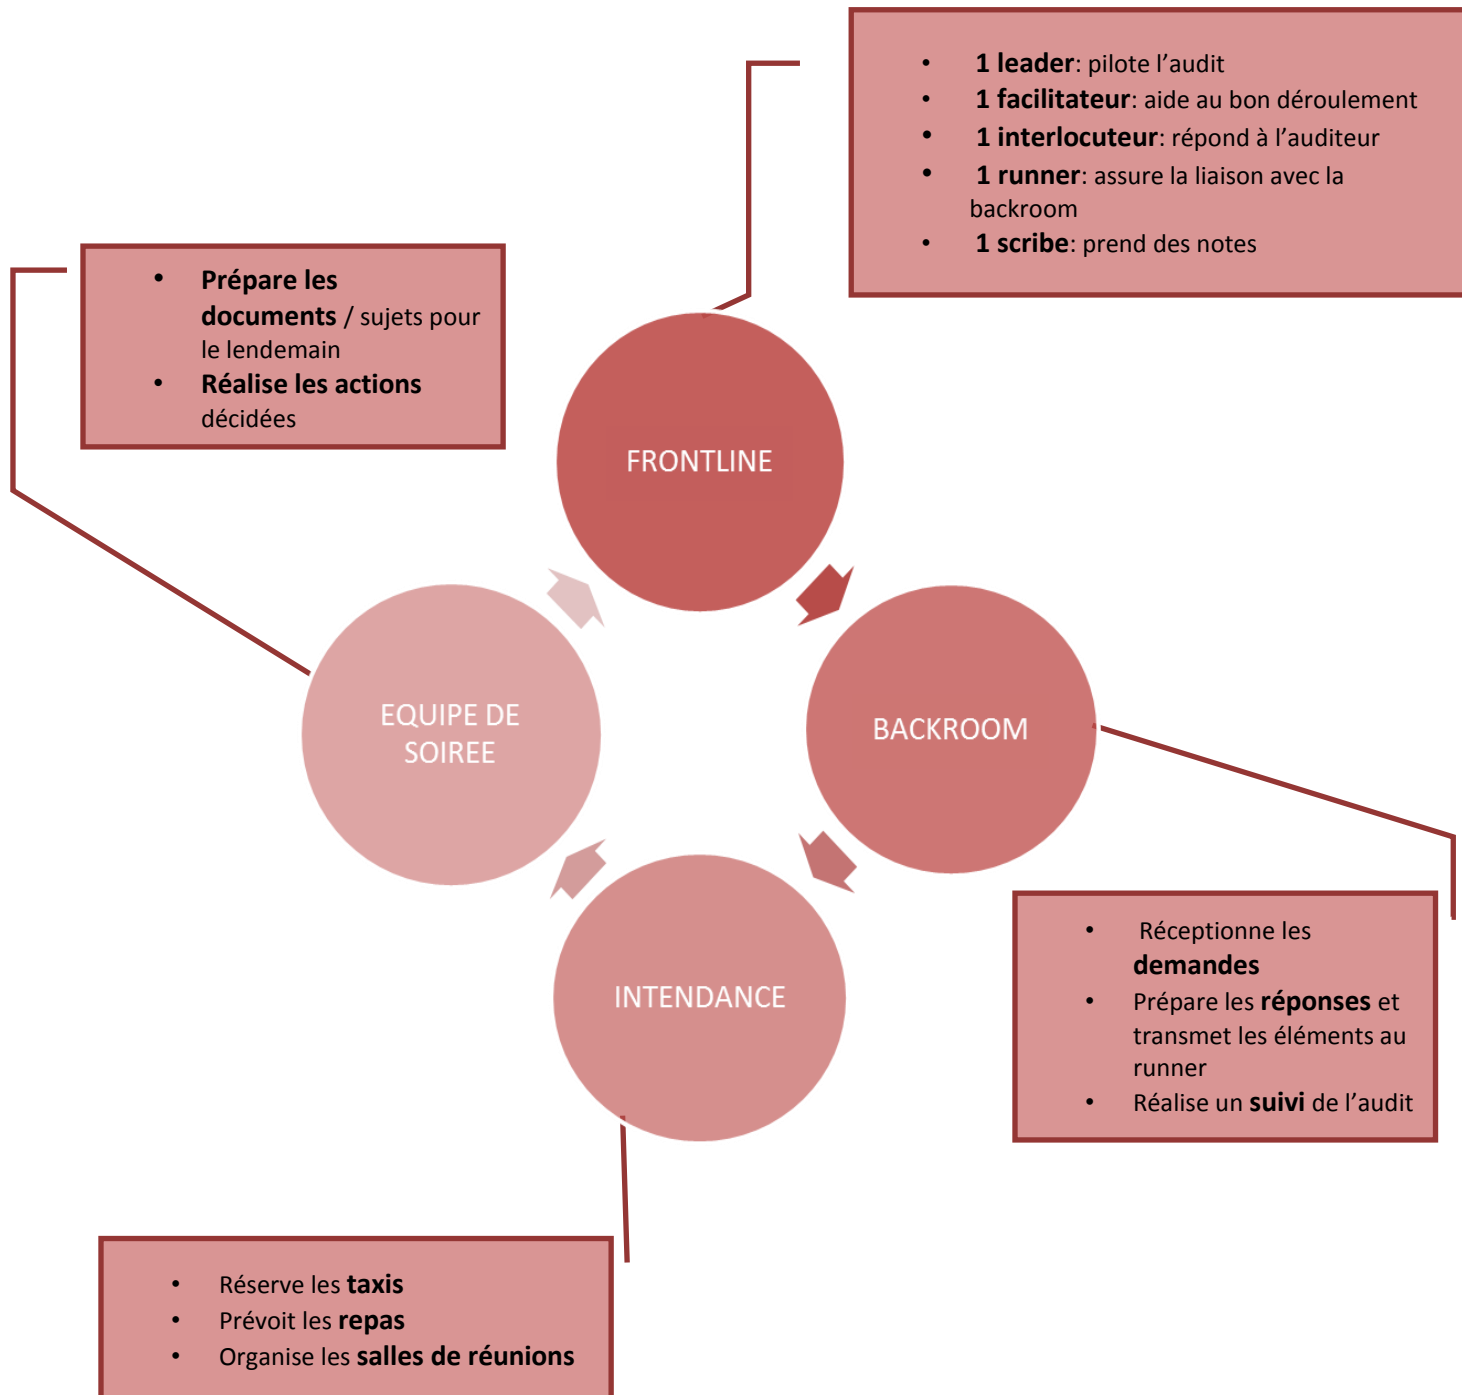 • 1 leader: pilote l’audit
• 1 facilitateur: aide au bon déroulement
• 1 interlocuteur: répond à l’auditeur
• 1 runner: assure la liaison avec la
backroom
• 1 scribe: prend des notes
• Prépare les
documents / sujets pour
le lendemain
• Réalise les actions
décidées
FRONTLINE
EQUIPE DE
SOIREE
BACKROOM
INTENDANCE
• Réceptionne les
demandes
• Prépare les réponses et
transmet les éléments au
runner
• Réalise un suivi de l’audit
• Réserve les taxis
• Prévoit les repas
• Organise les salles de réunions